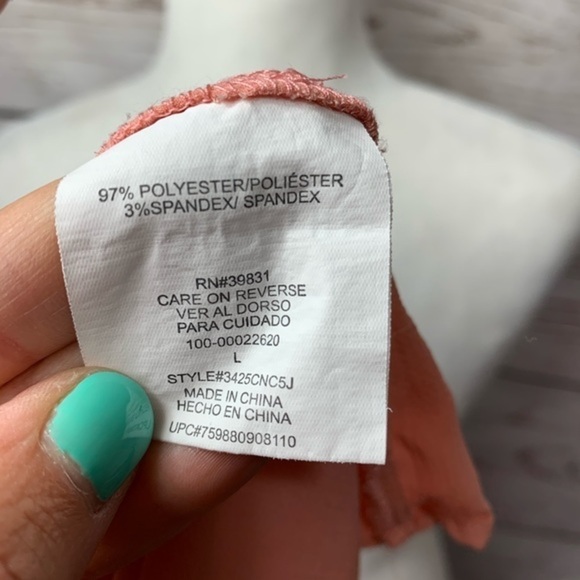 97% POLYESTER/POLIÉSTER
3%SPANDEX/ SPANDEX
RN#39831
CARE ON REVERSE
VER AL DORSO
PARA CUIDADO
100-00022620
L
STYLE#3425CNC5J
MADE IN CHINA
HECHO EN CHINA
UPC#759880908110